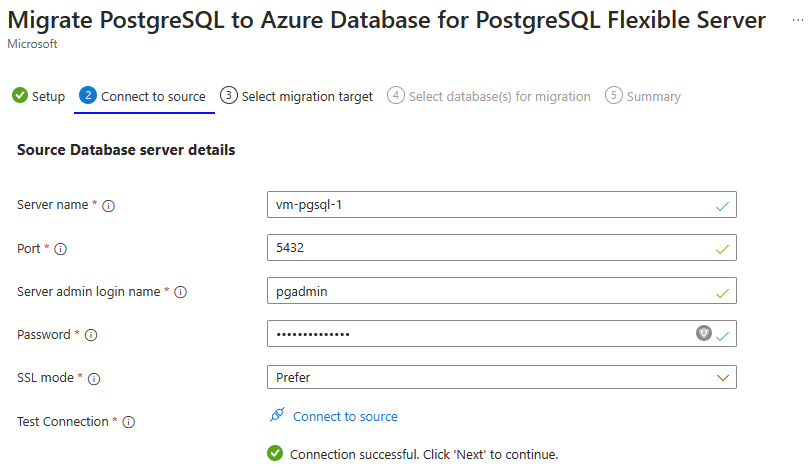 Migrate PostgreSQL to Azure Database for PostgreSQL Flexible Server ...
Microsoft
Setup 2 Connect to source 3 Select migration target 4 Select database(s) for migration 5 Summary
Source Database server details
Server name * vm-pgsql-1
Port * 5432
Server admin login name * pgadmin
Password * ••••••••••••••
SSL mode * Prefer
Test Connection * Connect to source
Connection successful. Click 'Next' to continue.